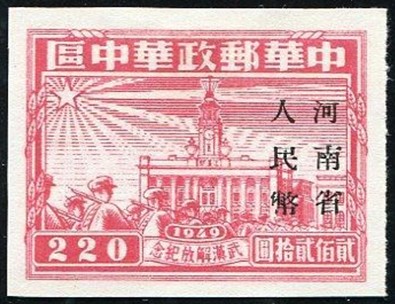 中華郵政華中區
河南省
人民幣
1949
武漢解放紀念
220
貳佰貳拾圓